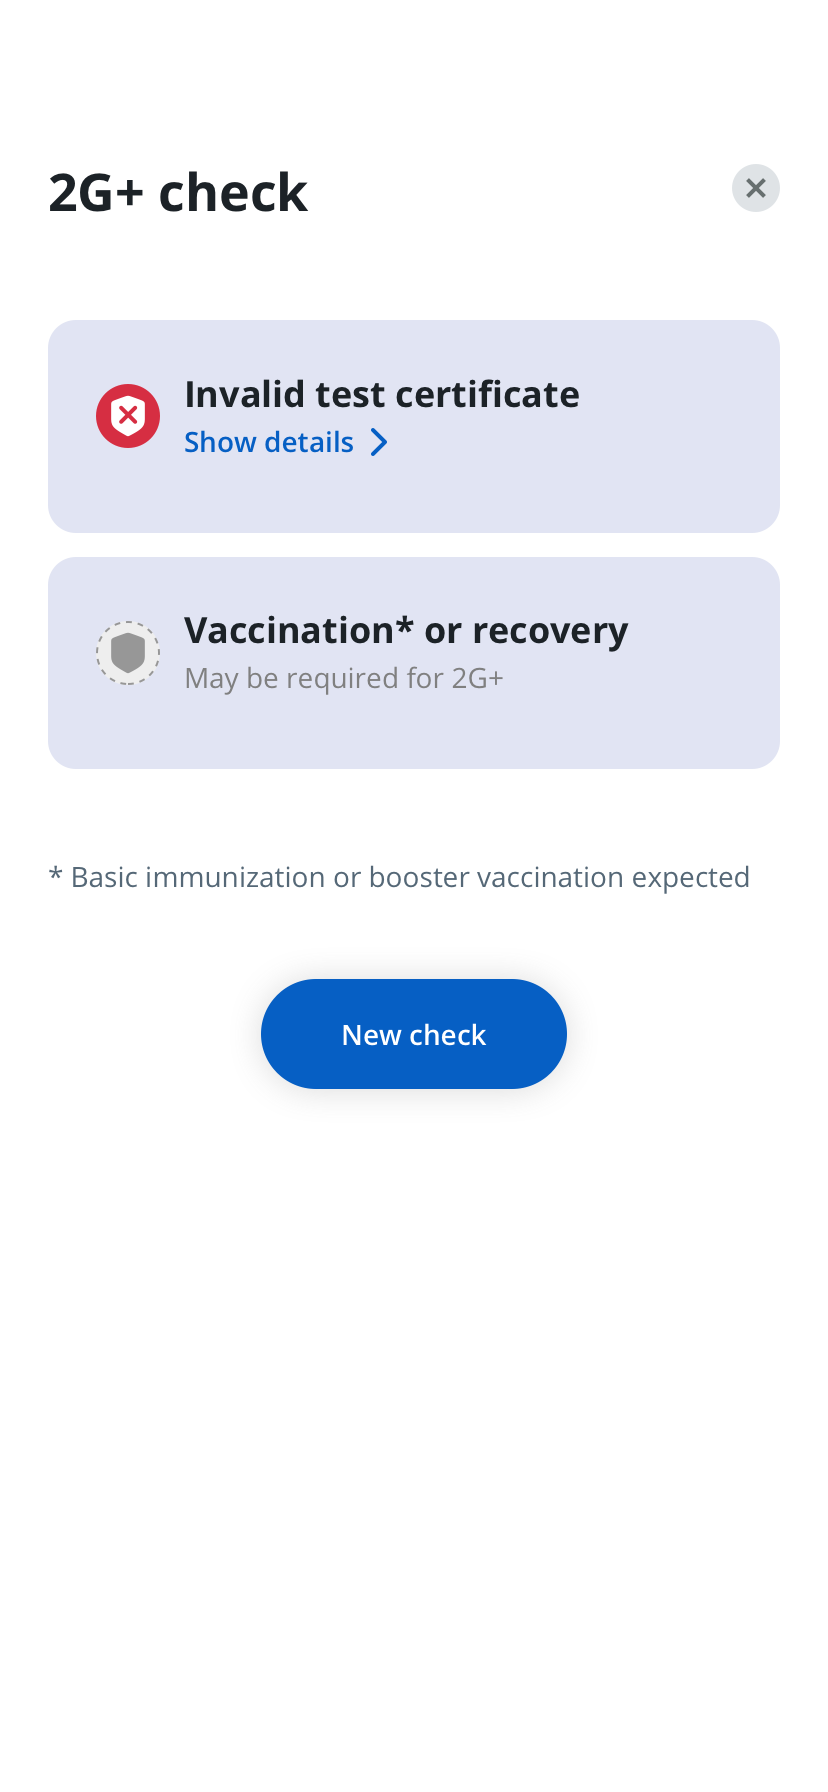 2G+ check
Invalid test certificate
Show details
Vaccination* or recovery
May be required for 2G+
* Basic immunization or booster vaccination expected
New check